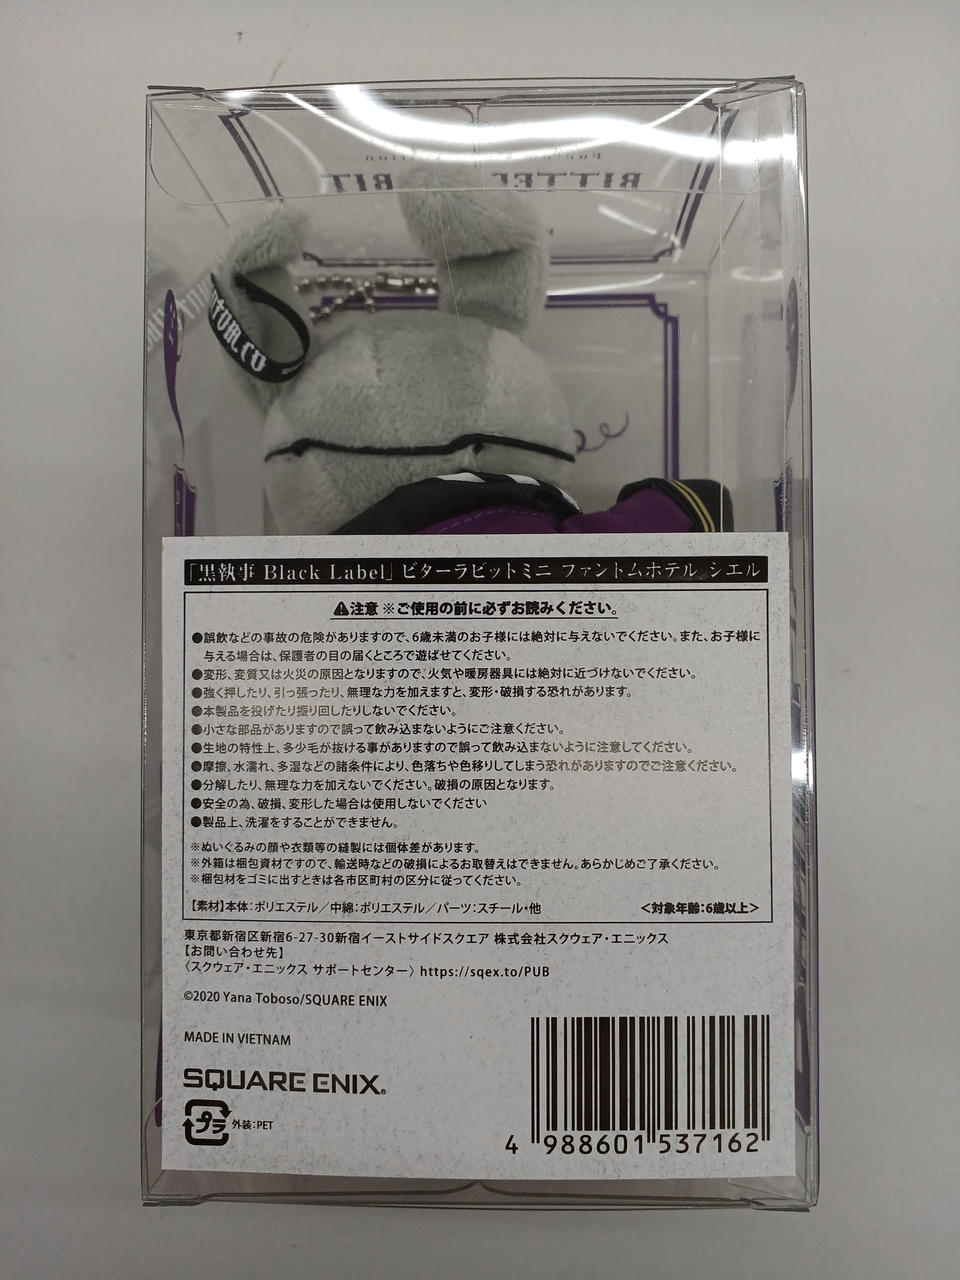 BITTER
ntom.co
「黒執事 Black Label」ビターラビットミニ ファントムホテル シエル
⚠注意 ※ご使用の前に必ずお読みください。
●誤飲などの事故の危険がありますので、6歳未満のお子様には絶対に与えないでください。また、お子様に
与える場合は、保護者の目の届くところで遊ばせてください。
●変形、変質又は火災の原因となりますので、火気や暖房器具には絶対に近づけないでください。
●強く押したり、引っ張ったり、無理な力を加えますと、変形・破損する恐れがあります。
●本製品を投げたり振り回したりしないでください。
●小さな部品がありますので誤って飲み込まないようにご注意ください。
●生地の特性上、多少毛が抜ける事がありますので誤って飲み込まないように注意してください。
●摩擦、水濡れ、多湿などの諸条件により、色落ちや色移りしてしまう恐れがありますのでご注意ください。
●分解したり、無理な力を加えないでください。破損の原因となります。
●安全の為、破損、変形した場合は使用しないでください
●製品上、洗濯をすることができません。
※ぬいぐるみの顔や衣類等の縫製には個体差があります。
※外箱は梱包資材ですので、輸送時などの破損によるお取替えはできません。あらかじめご了承ください。
※梱包材をゴミに出すときは各市区町村の区分に従ってください。
【素材】本体：ポリエステル／中綿：ポリエステル／パーツ：スチール・他 ＜対象年齢：6歳以上＞
東京都新宿区新宿6-27-30新宿イーストサイドスクエア 株式会社スクウェア・エニックス
【お問い合わせ先】
〈スクウェア・エニックス サポートセンター〉https://sqex.to/PUB
©2020 Yana Toboso/SQUARE ENIX
MADE IN VIETNAM
SQUARE ENIX®
プラ 外装：PET
4 988601 537162